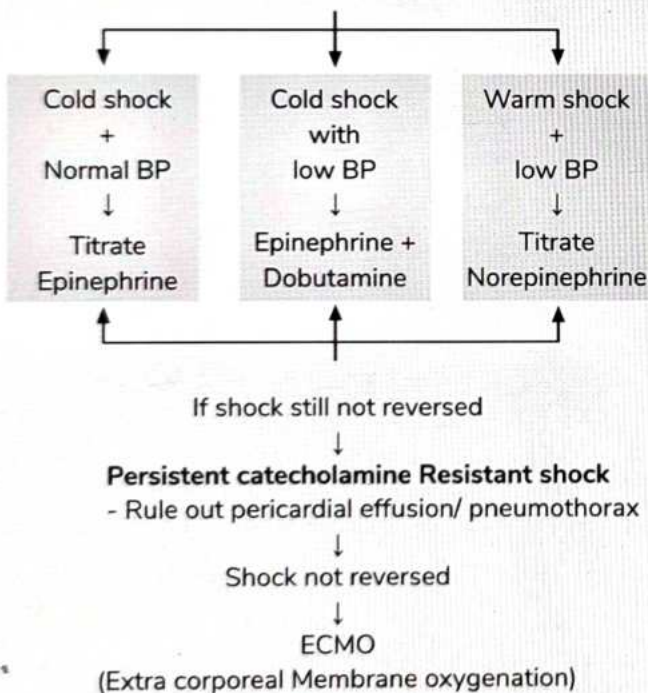 Cold shock
+
Normal BP
↓
Titrate
Epinephrine
Cold shock
with
low BP
↓
Epinephrine +
Dobutamine
Warm shock
+
low BP
↓
Titrate
Norepinephrine
If shock still not reversed
↓
Persistent catecholamine Resistant shock
- Rule out pericardial effusion/ pneumothorax
↓
Shock not reversed
↓
ECMO
(Extra corporeal Membrane oxygenation)